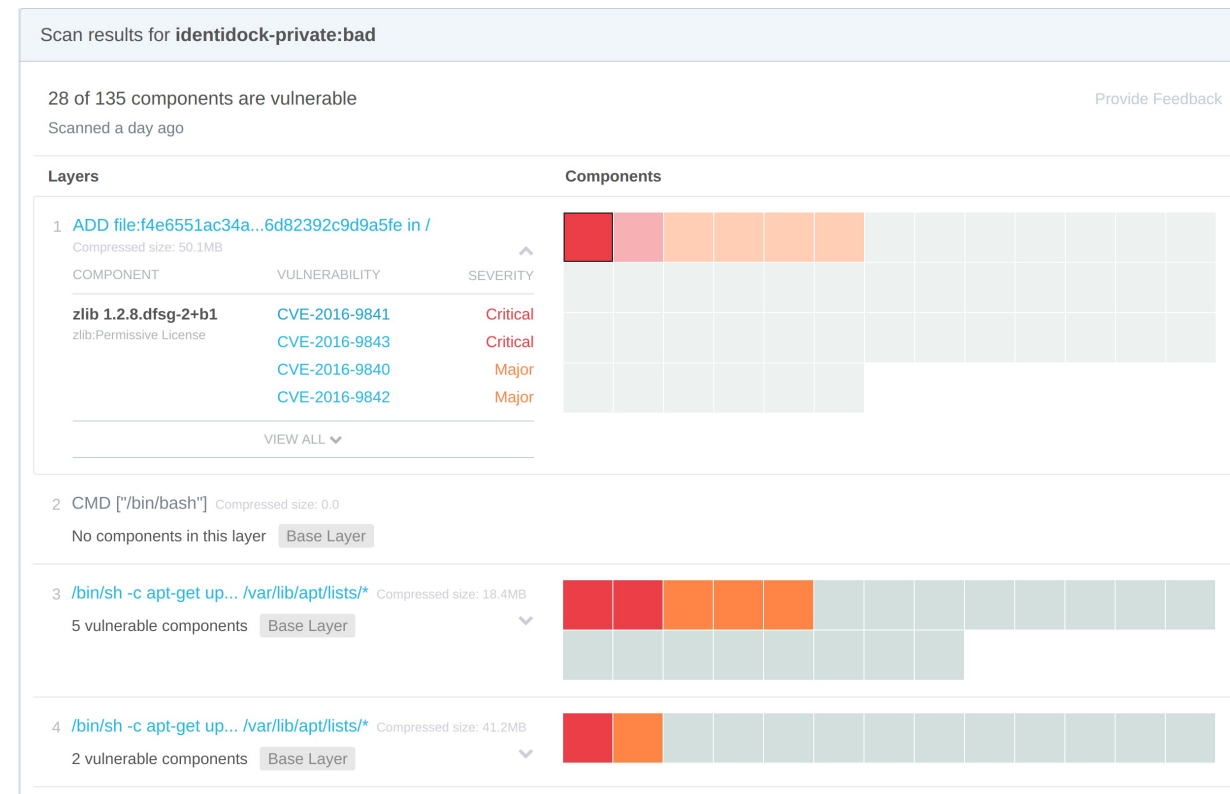 Scan results for identidock-private:bad
28 of 135 components are vulnerable
Provide Feedback
Scanned a day ago
Layers
Components
1 ADD file:f4e6551ac34a...6d82392c9d9a5fe in /
Compressed size: 50.1MB
COMPONENT VULNERABILITY SEVERITY
zlib 1.2.8.dfsg-2+b1 CVE-2016-9841 Critical
zlib:Permissive License
CVE-2016-9843 Critical
CVE-2016-9840 Major
CVE-2016-9842 Major
VIEW ALL
2 CMD ["/bin/bash"] Compressed size: 0.0
No components in this layer Base Layer
3 /bin/sh -c apt-get up... /var/lib/apt/lists/* Compressed size: 18.4MB
5 vulnerable components Base Layer
4 /bin/sh -c apt-get up... /var/lib/apt/lists/* Compressed size: 41.2MB
2 vulnerable components Base Layer